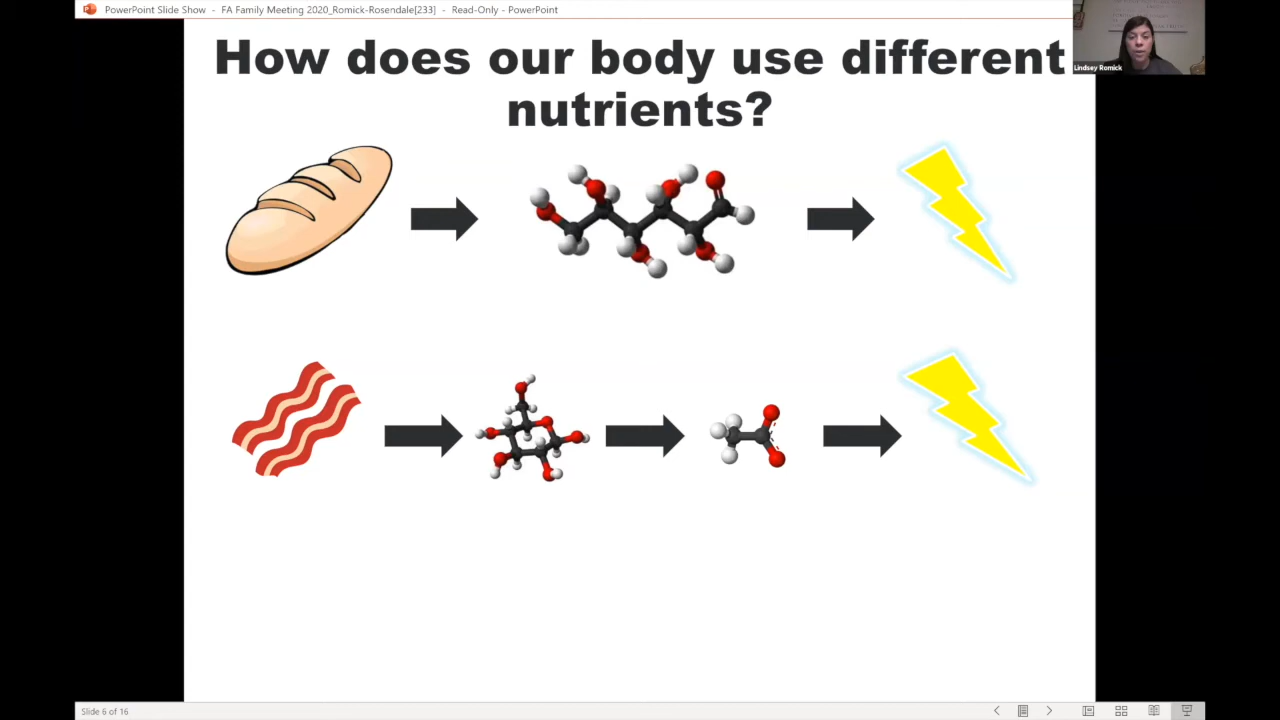 PowerPoint Slide Show - FA Family Meeting 2020_Romick-Rosendale[233] - Read-Only - PowerPoint
How does our body use different
nutrients?
Lindsey Romick
Slide 6 of 16